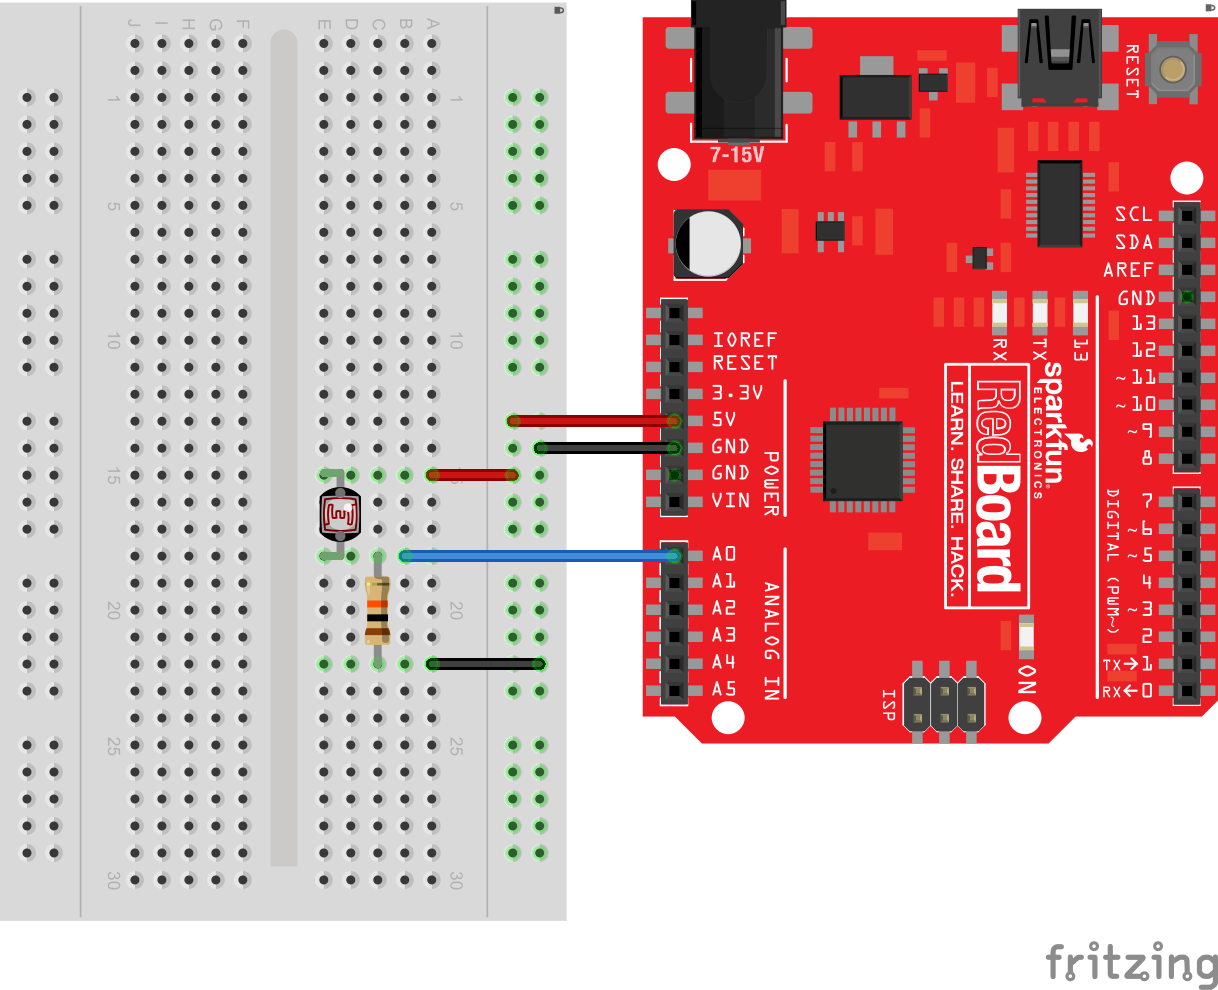 J I H G F E D C B A
1 1
5 5
10 10
15 15
20 20
25 25
30 30
7-15V
RESET
SCL
SDA
AREF
GND
13
12
~11
~10
~9
8
7
~6
~5
4
~3
2
TX→1
RX←0
DIGITAL (PWM~)
IOREF
RESET
3.3V
5V
GND
GND
VIN
POWER
A0
A1
A2
A3
A4
A5
ANALOG IN
RX
TX
13
sparkfun
ELECTRONICS
RedBoard
LEARN. SHARE. HACK.
ISP
ON
fritzing